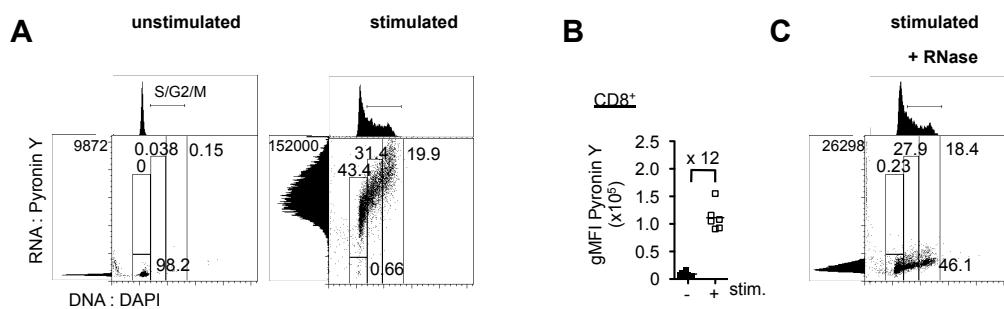 A
unstimulated
stimulated
S/G2/M
9872
0.038
0.15
0
98.2
RNA : Pyronin Y
DNA : DAPI
152000
31.4
19.9
43.4
0.66
B
CD8⁺
x 12
gMFI Pyronin Y
(x10⁵)
2.5
2.0
1.5
1.0
0.5
0
-
+
stim.
C
stimulated
+ RNase
26298
27.9
18.4
0.23
46.1